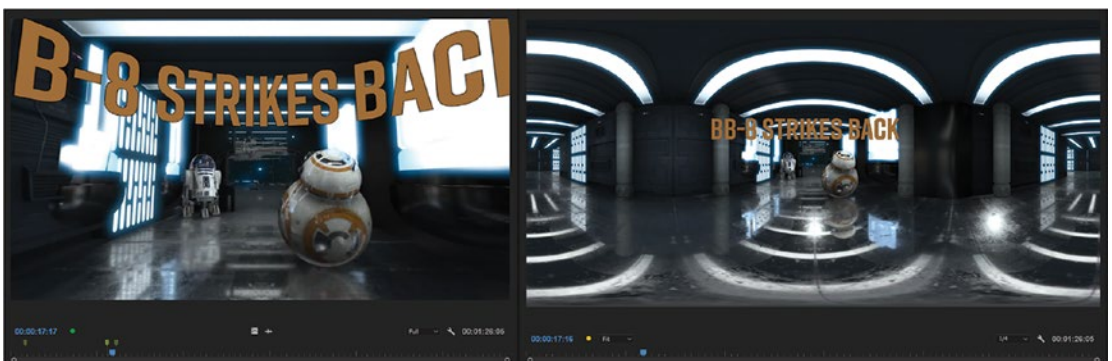 B-8 STRIKES BACK
BB-8 STRIKES BACK
00:00:17:17
Full
00:01:26:05
00:00:17:16
Fit
1/4
00:01:26:05